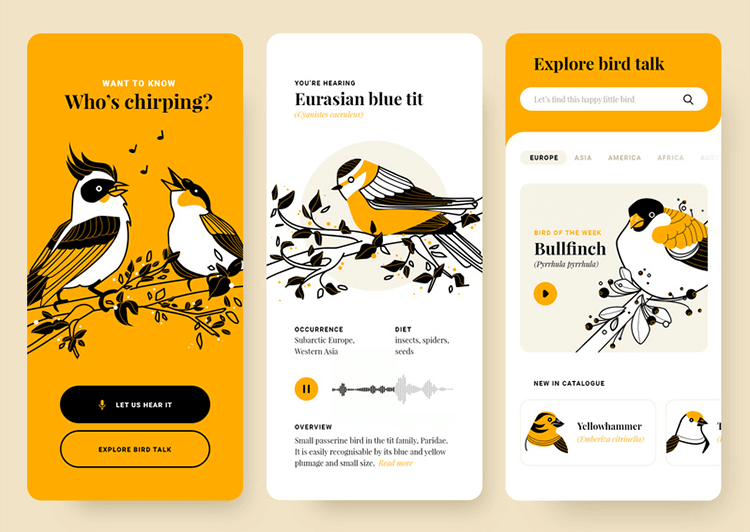 WANT TO KNOW
Who's chirping?
LET US HEAR IT
EXPLORE BIRD TALK
YOU'RE HEARING
Eurasian blue tit
(Cyanistes caeruleus)
OCCURRENCE
Subarctic Europe,
Western Asia
DIET
insects, spiders,
seeds
OVERVIEW
Small passerine bird in the tit family, Paridae.
It is easily recognisable by its blue and yellow
plumage and small size. Read more
Explore bird talk
Let's find this happy little bird
EUROPE ASIA AMERICA AFRICA
BIRD OF THE WEEK
Bullfinch
(Pyrrhula pyrrhula)
NEW IN CATALOGUE
Yellowhammer
(Emberiza citrinella)